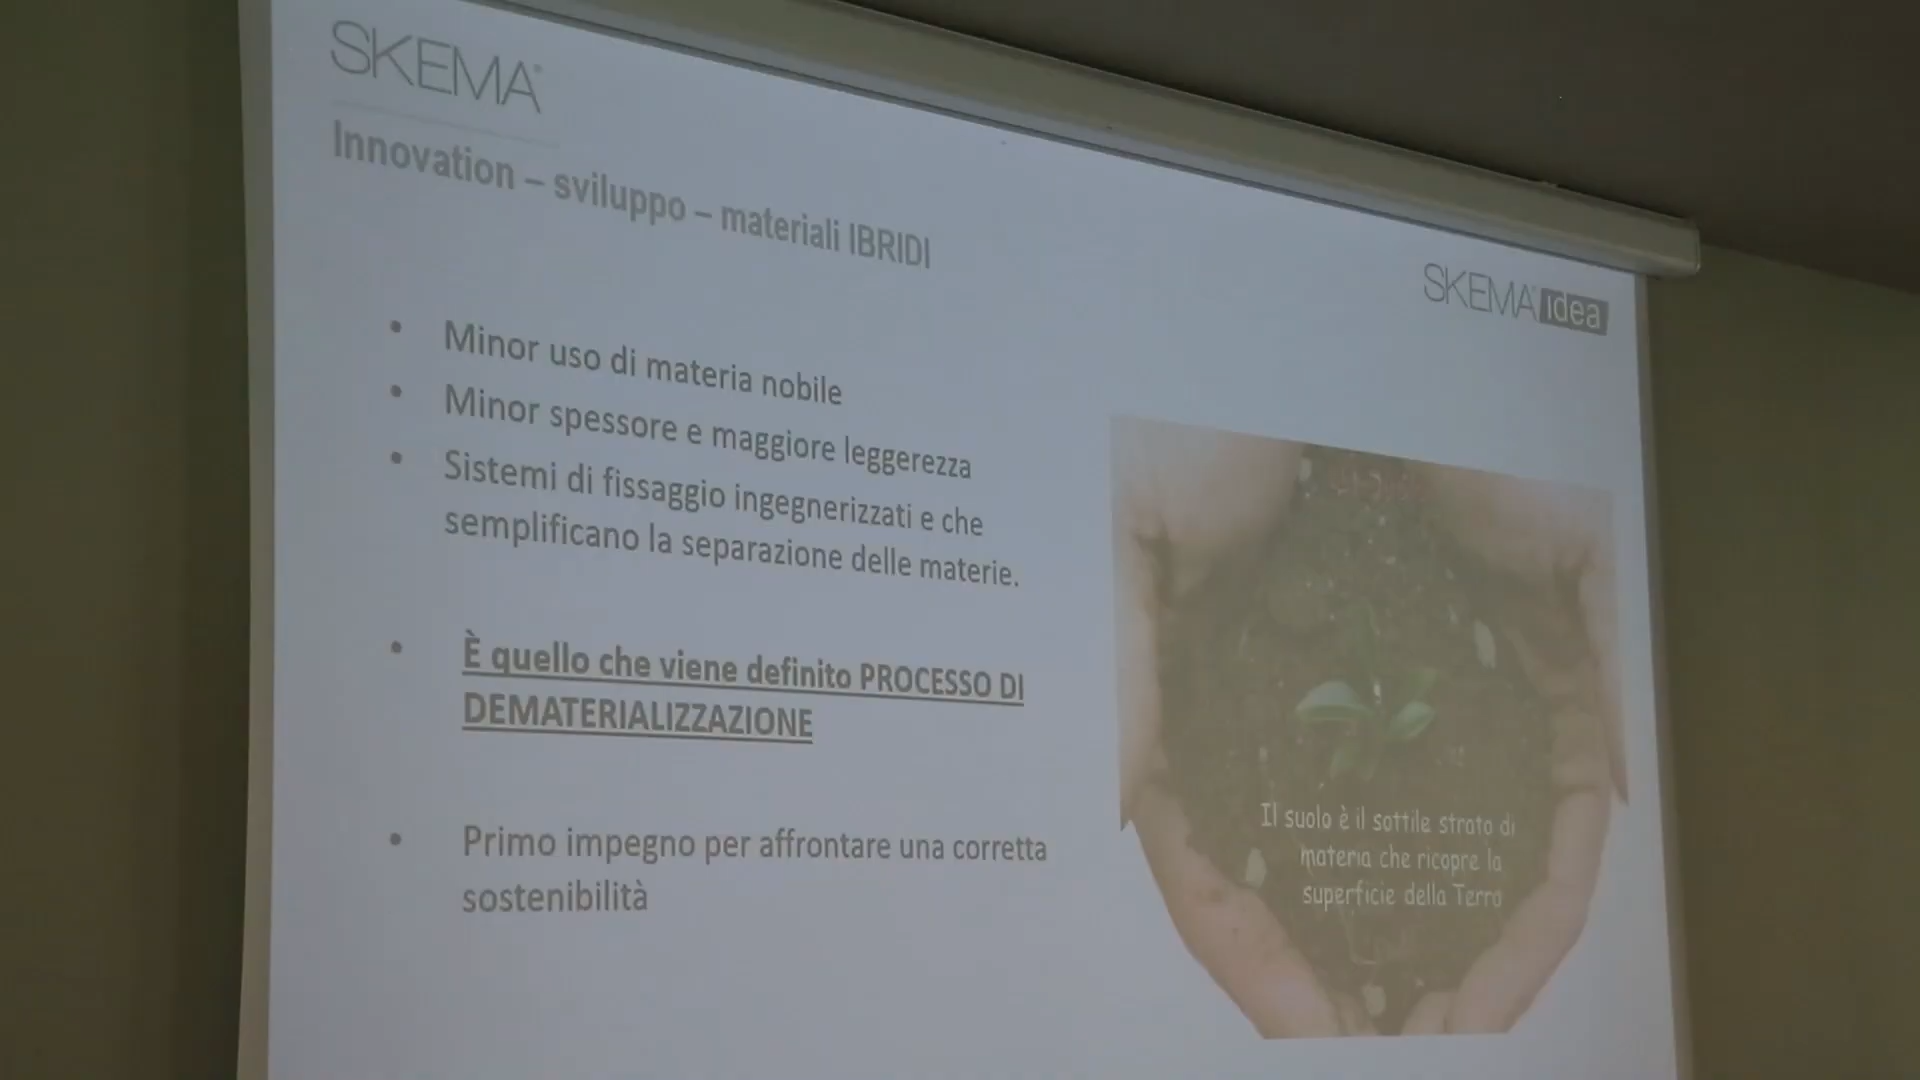 SKEMA®
Innovation – sviluppo – materiali IBRIDI
SKEMA® idea
• Minor uso di materia nobile
• Minor spessore e maggiore leggerezza
• Sistemi di fissaggio ingegnerizzati e che
semplificano la separazione delle materie.
• È quello che viene definito PROCESSO DI
DEMATERIALIZZAZIONE
• Primo impegno per affrontare una corretta
sostenibilità
Il suolo è il sottile strato di
materia che ricopre la
superficie della Terra